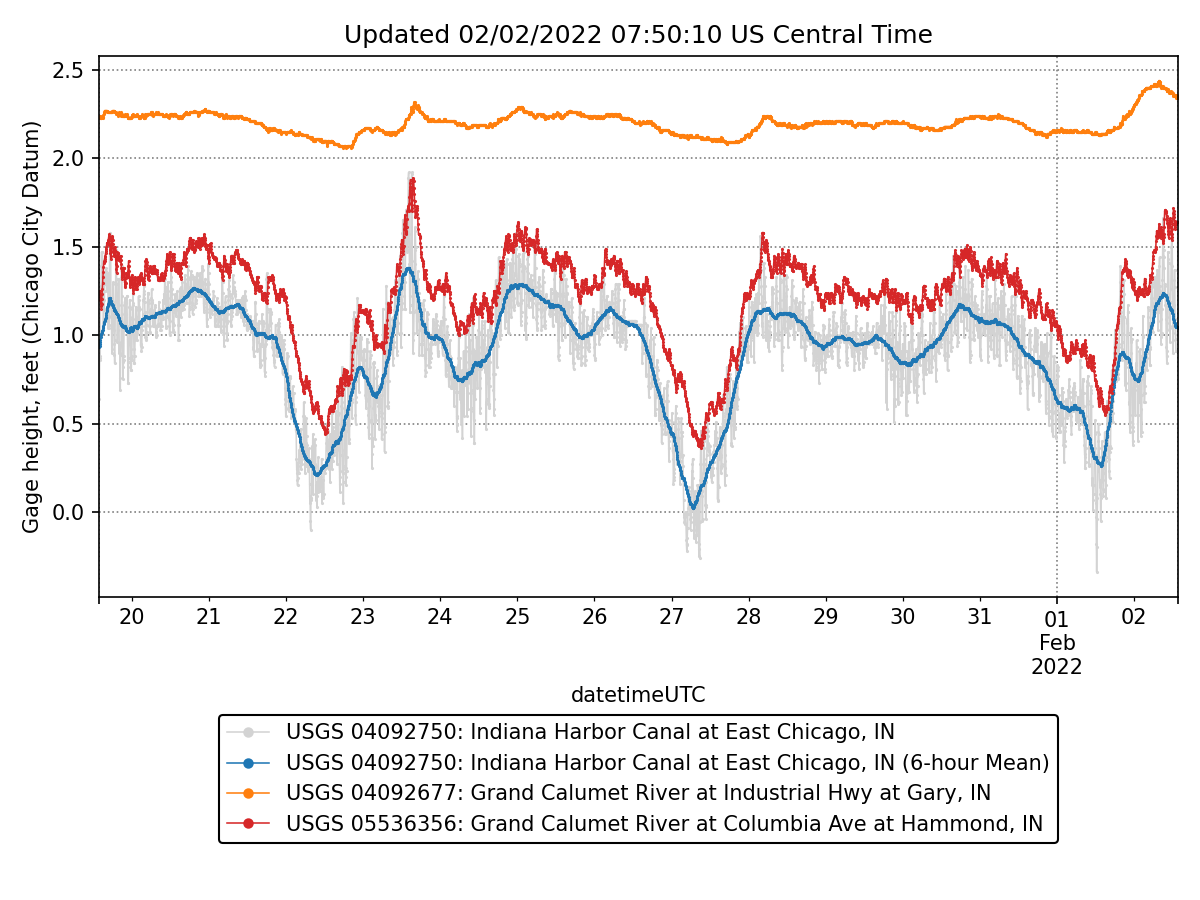 Updated 02/02/2022 07:50:10 US Central Time
Gage height, feet (Chicago City Datum)
2.5
2.0
1.5
1.0
0.5
0.0
20 21 22 23 24 25 26 27 28 29 30 31 01 02
Feb
2022
datetimeUTC
USGS 04092750: Indiana Harbor Canal at East Chicago, IN
USGS 04092750: Indiana Harbor Canal at East Chicago, IN (6-hour Mean)
USGS 04092677: Grand Calumet River at Industrial Hwy at Gary, IN
USGS 05536356: Grand Calumet River at Columbia Ave at Hammond, IN